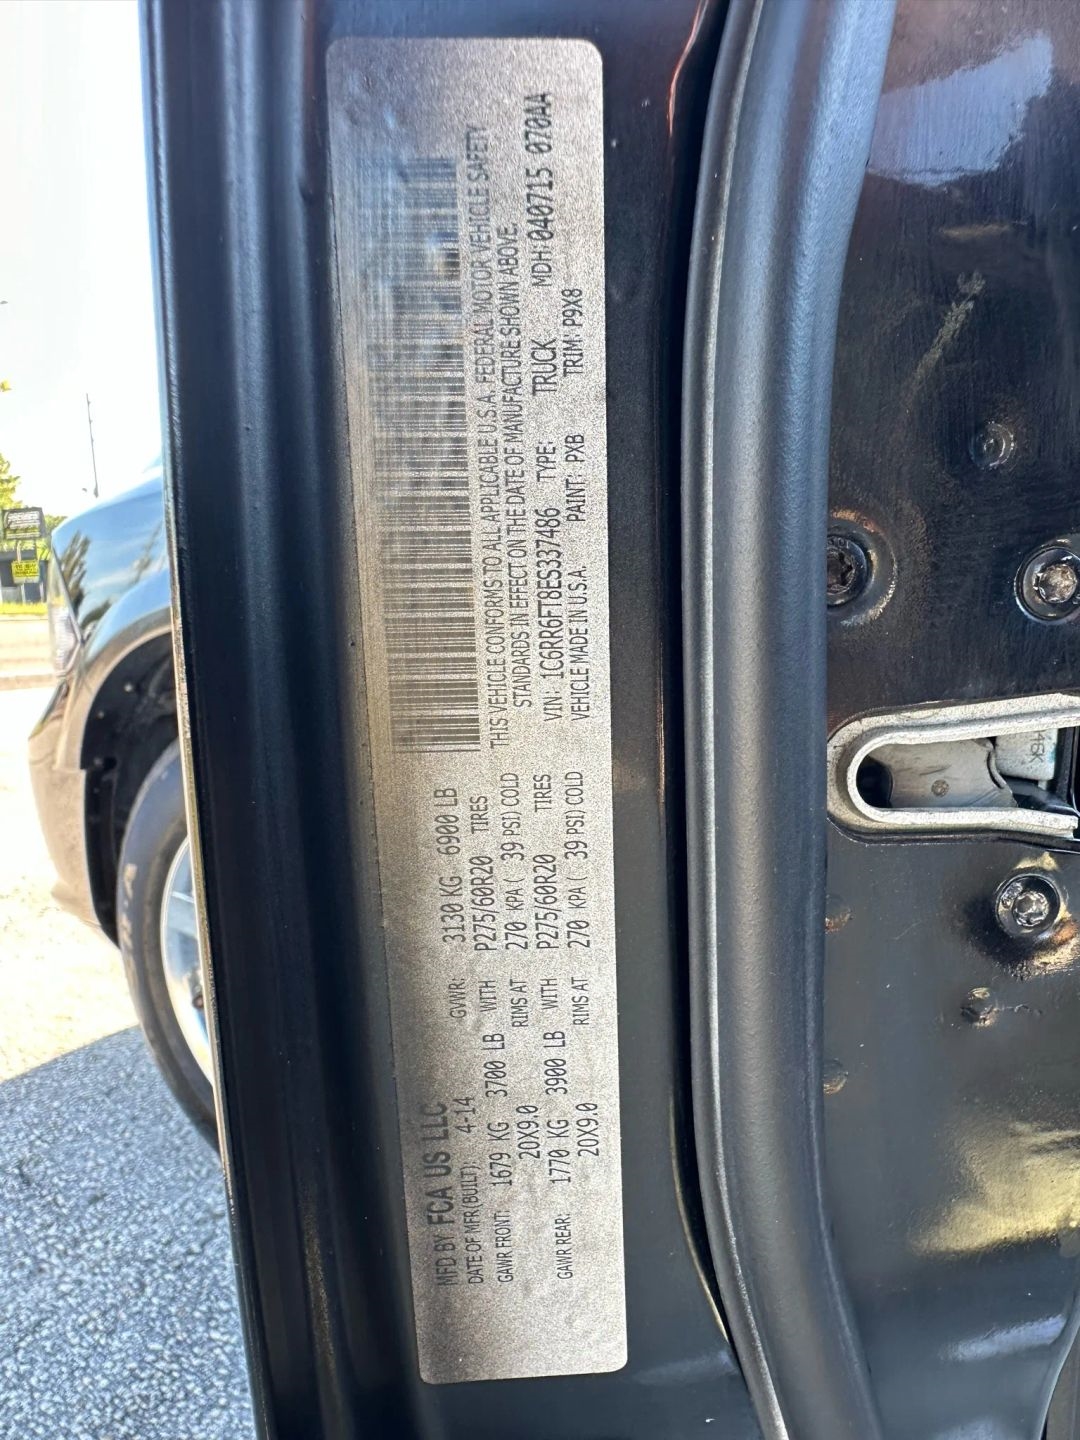 MFD BY FCA US LLC
DATE OF MFR(BUILT): 4-14 GVWR: 3130 KG 6900 LB
GAWR FRONT: 1679 KG 3700 LB WITH P275/60R20 TIRES
20X9.0 RIMS AT 270 KPA ( 39 PSI) COLD
GAWR REAR: 1770 KG 3900 LB WITH P275/60R20 TIRES
20X9.0 RIMS AT 270 KPA ( 39 PSI) COLD
THIS VEHICLE CONFORMS TO ALL APPLICABLE U.S.A. FEDERAL MOTOR VEHICLE SAFETY
STANDARDS IN EFFECT ON THE DATE OF MANUFACTURE SHOWN ABOVE.
VIN: 1C6RR6FT8ES337486 TYPE: TRUCK MDH: 040715 070AA
VEHICLE MADE IN U.S.A. PAINT: PXB TRIM: P9X8